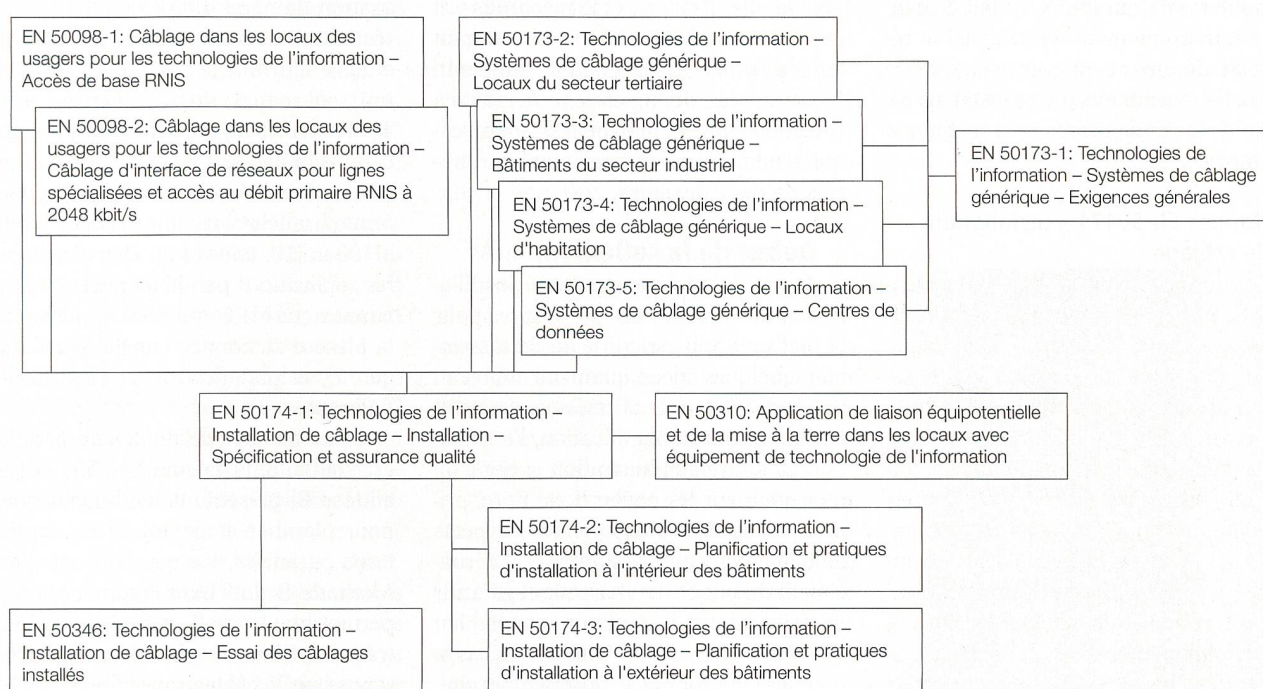 EN 50098-1: Câblage dans les locaux des
usagers pour les technologies de l'information –
Accès de base RNIS
EN 50098-2: Câblage dans les locaux des
usagers pour les technologies de l'information –
Câblage d'interface de réseaux pour lignes
spécialisées et accès au débit primaire RNIS à
2048 kbit/s
EN 50173-2: Technologies de l'information –
Systèmes de câblage générique –
Locaux du secteur tertiaire
EN 50173-3: Technologies de l'information –
Systèmes de câblage générique –
Bâtiments du secteur industriel
EN 50173-4: Technologies de l'information –
Systèmes de câblage générique – Locaux
d'habitation
EN 50173-5: Technologies de l'information –
Systèmes de câblage générique – Centres de
données
EN 50173-1: Technologies de
l'information – Systèmes de câblage
générique – Exigences générales
EN 50174-1: Technologies de l'information –
Installation de câblage – Installation –
Spécification et assurance qualité
EN 50310: Application de liaison équipotentielle
et de la mise à la terre dans les locaux avec
équipement de technologie de l'information
EN 50174-2: Technologies de l'information –
Installation de câblage – Planification et pratiques
d'installation à l'intérieur des bâtiments
EN 50346: Technologies de l'information –
Installation de câblage – Essai des câblages
installés
EN 50174-3: Technologies de l'information –
Installation de câblage – Planification et pratiques
d'installation à l'extérieur des bâtiments